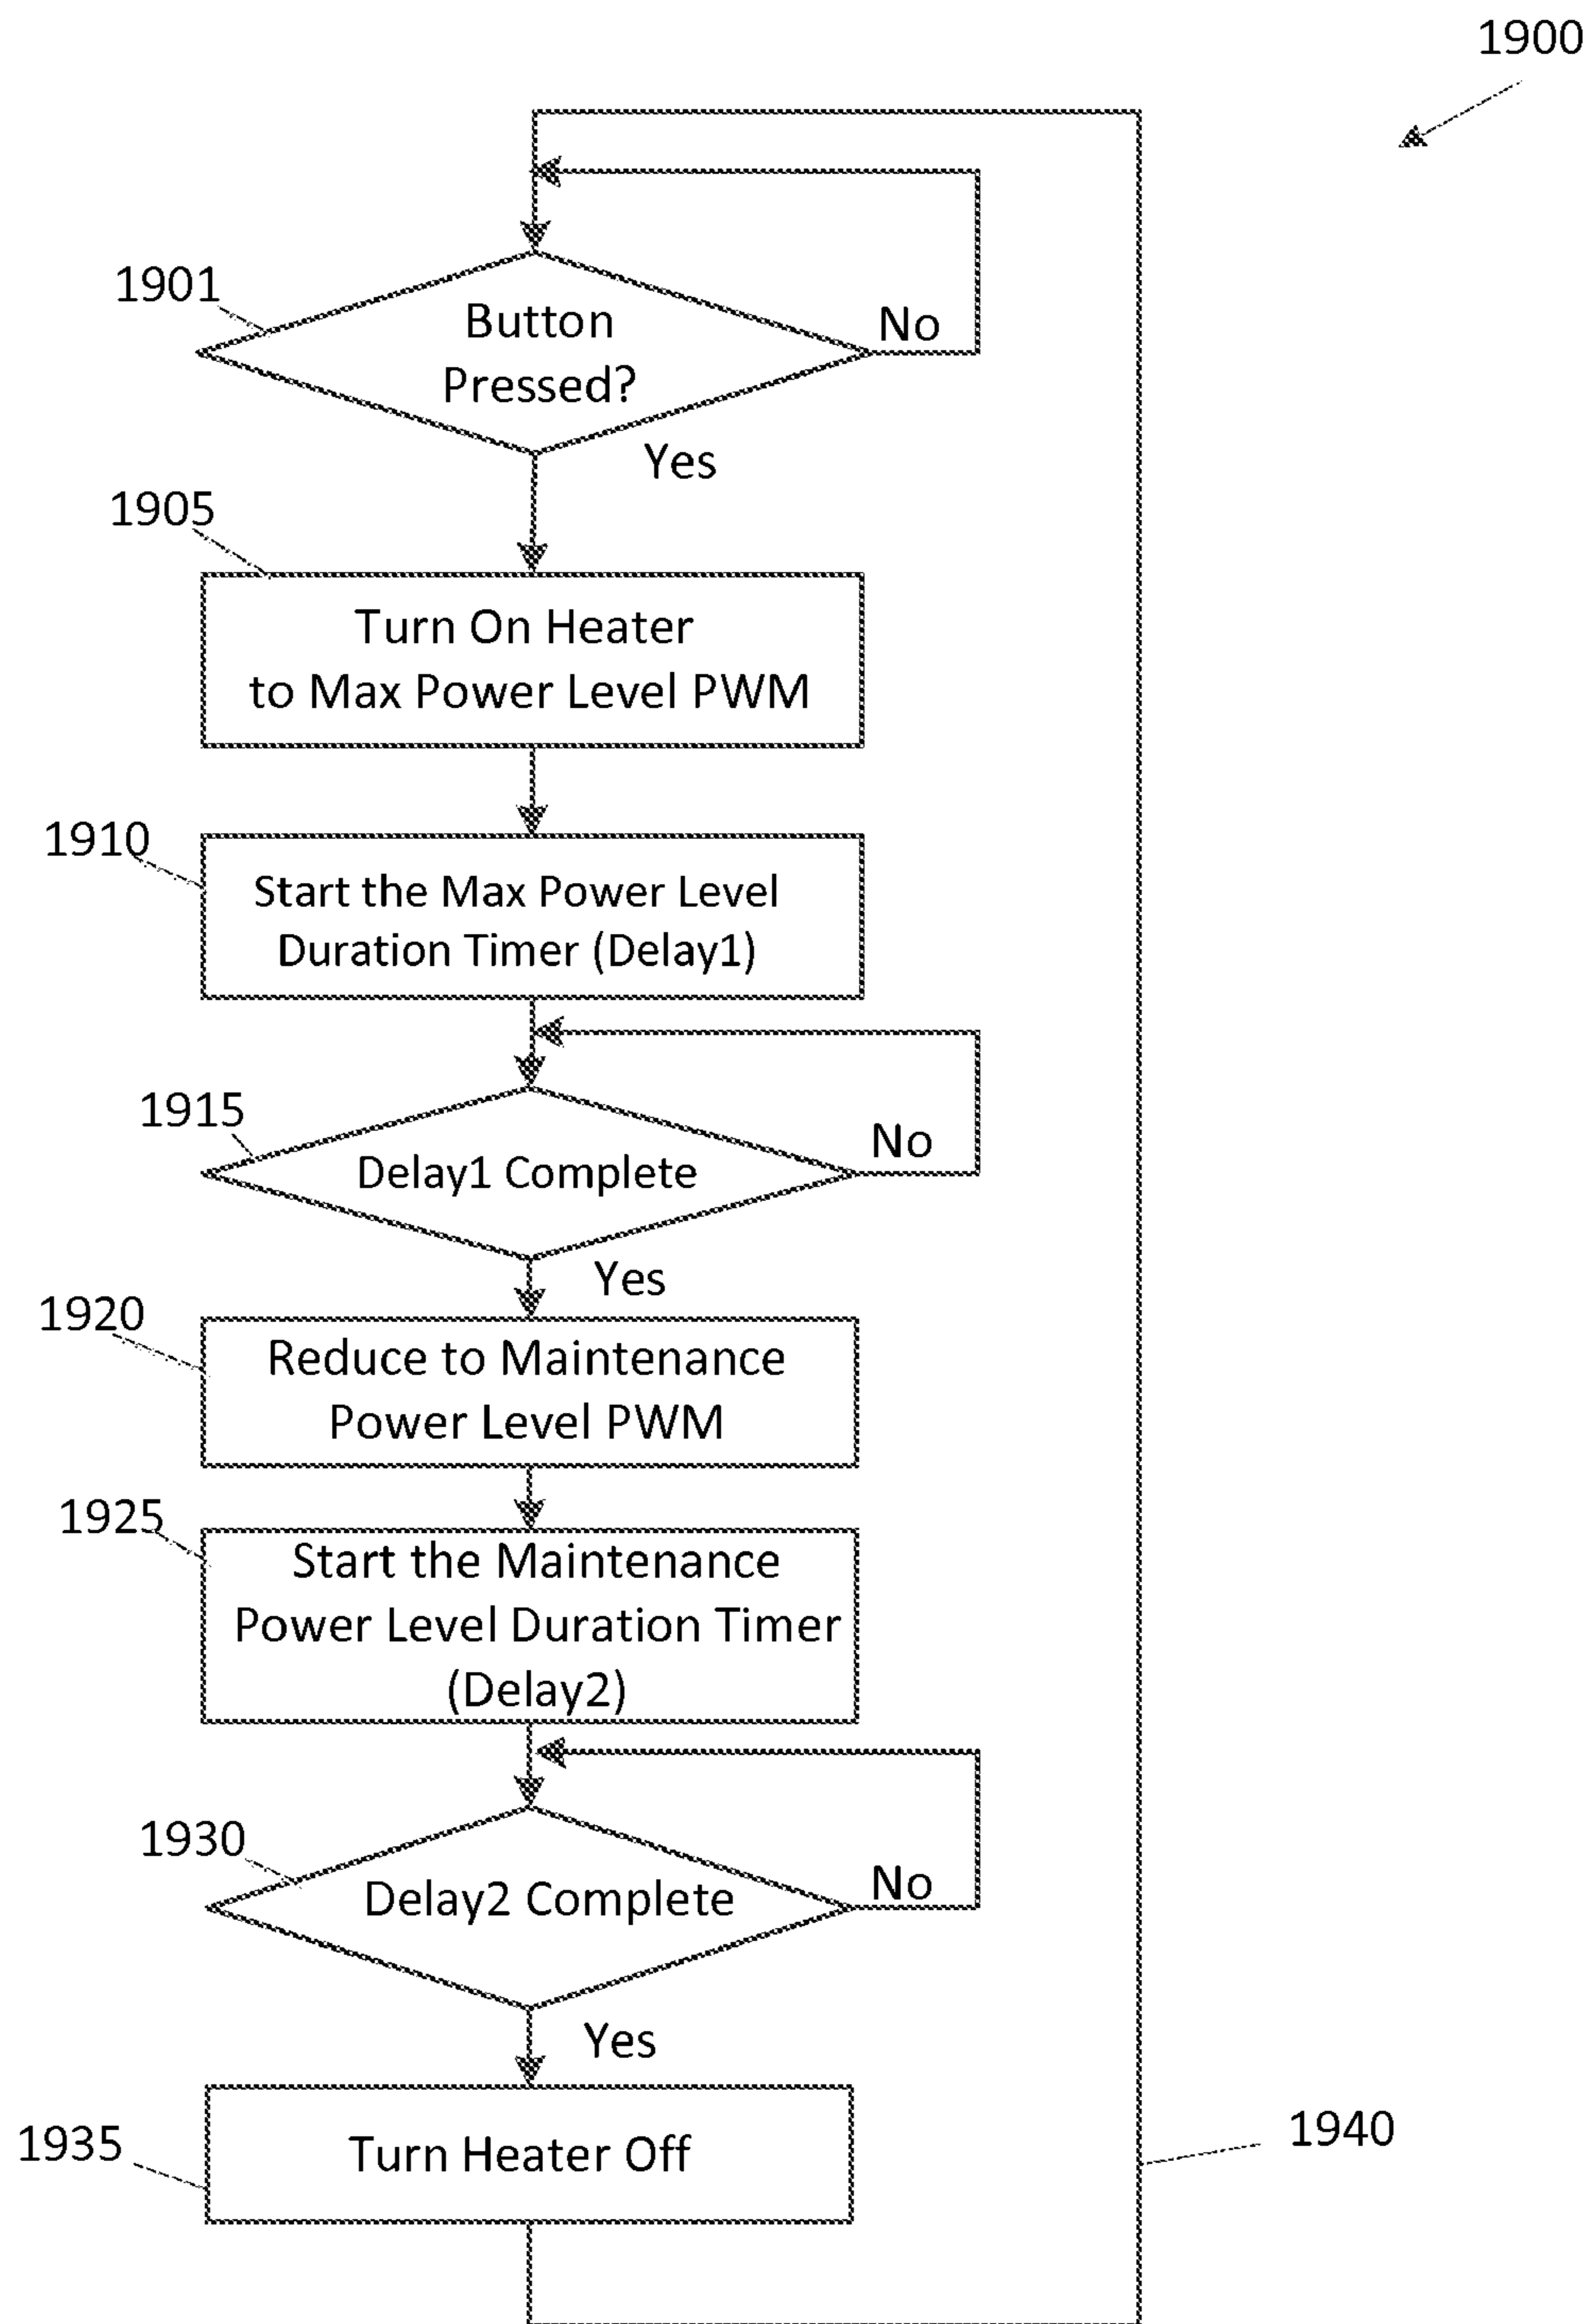 1900
1901
Button
Pressed?
No
Yes
1905
Turn On Heater
to Max Power Level PWM
1910
Start the Max Power Level
Duration Timer (Delay1)
1915
Delay1 Complete
No
Yes
1920
Reduce to Maintenance
Power Level PWM
1925
Start the Maintenance
Power Level Duration Timer
(Delay2)
1930
Delay2 Complete
No
Yes
1935
Turn Heater Off
1940